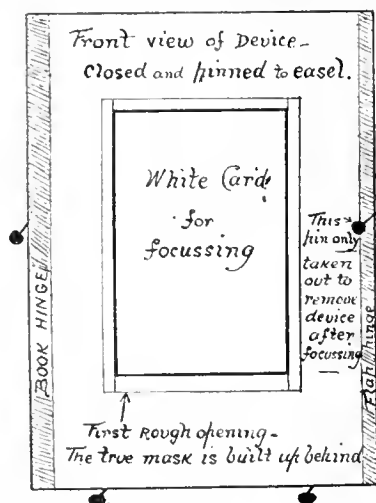 Front view of Device-
Closed and pinned to easel.
White Card
for
focussing
This
pin only
taken
out to
remove
device
after
focussing
BOOK HINGE
Flap hinge
First Rough opening-
The true mask is built up behind